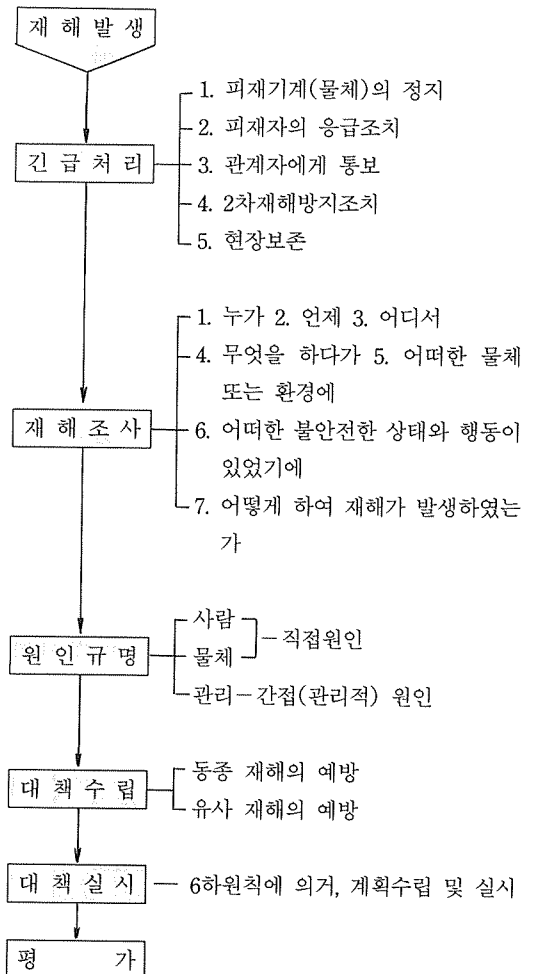 재 해 발 생
1. 피재기계(물체)의 정지
2. 피재자의 응급조치
긴 급 처 리
3. 관계자에게 통보
4. 2차재해방지조치
5. 현장보존
1. 누가 2. 언제 3. 어디서
4. 무엇을 하다가 5. 어떠한 물체
또는 환경에
재 해 조 사
6. 어떠한 불안전한 상태와 행동이
있었기에
7. 어떻게 하여 재해가 발생하였는
가
원 인 규 명
사람
물체
직접원인
관리-간접(관리적) 원인
대 책 수 립
동종 재해의 예방
유사 재해의 예방
대 책 실 시
6하원칙에 의거, 계획수립 및 실시
평 가